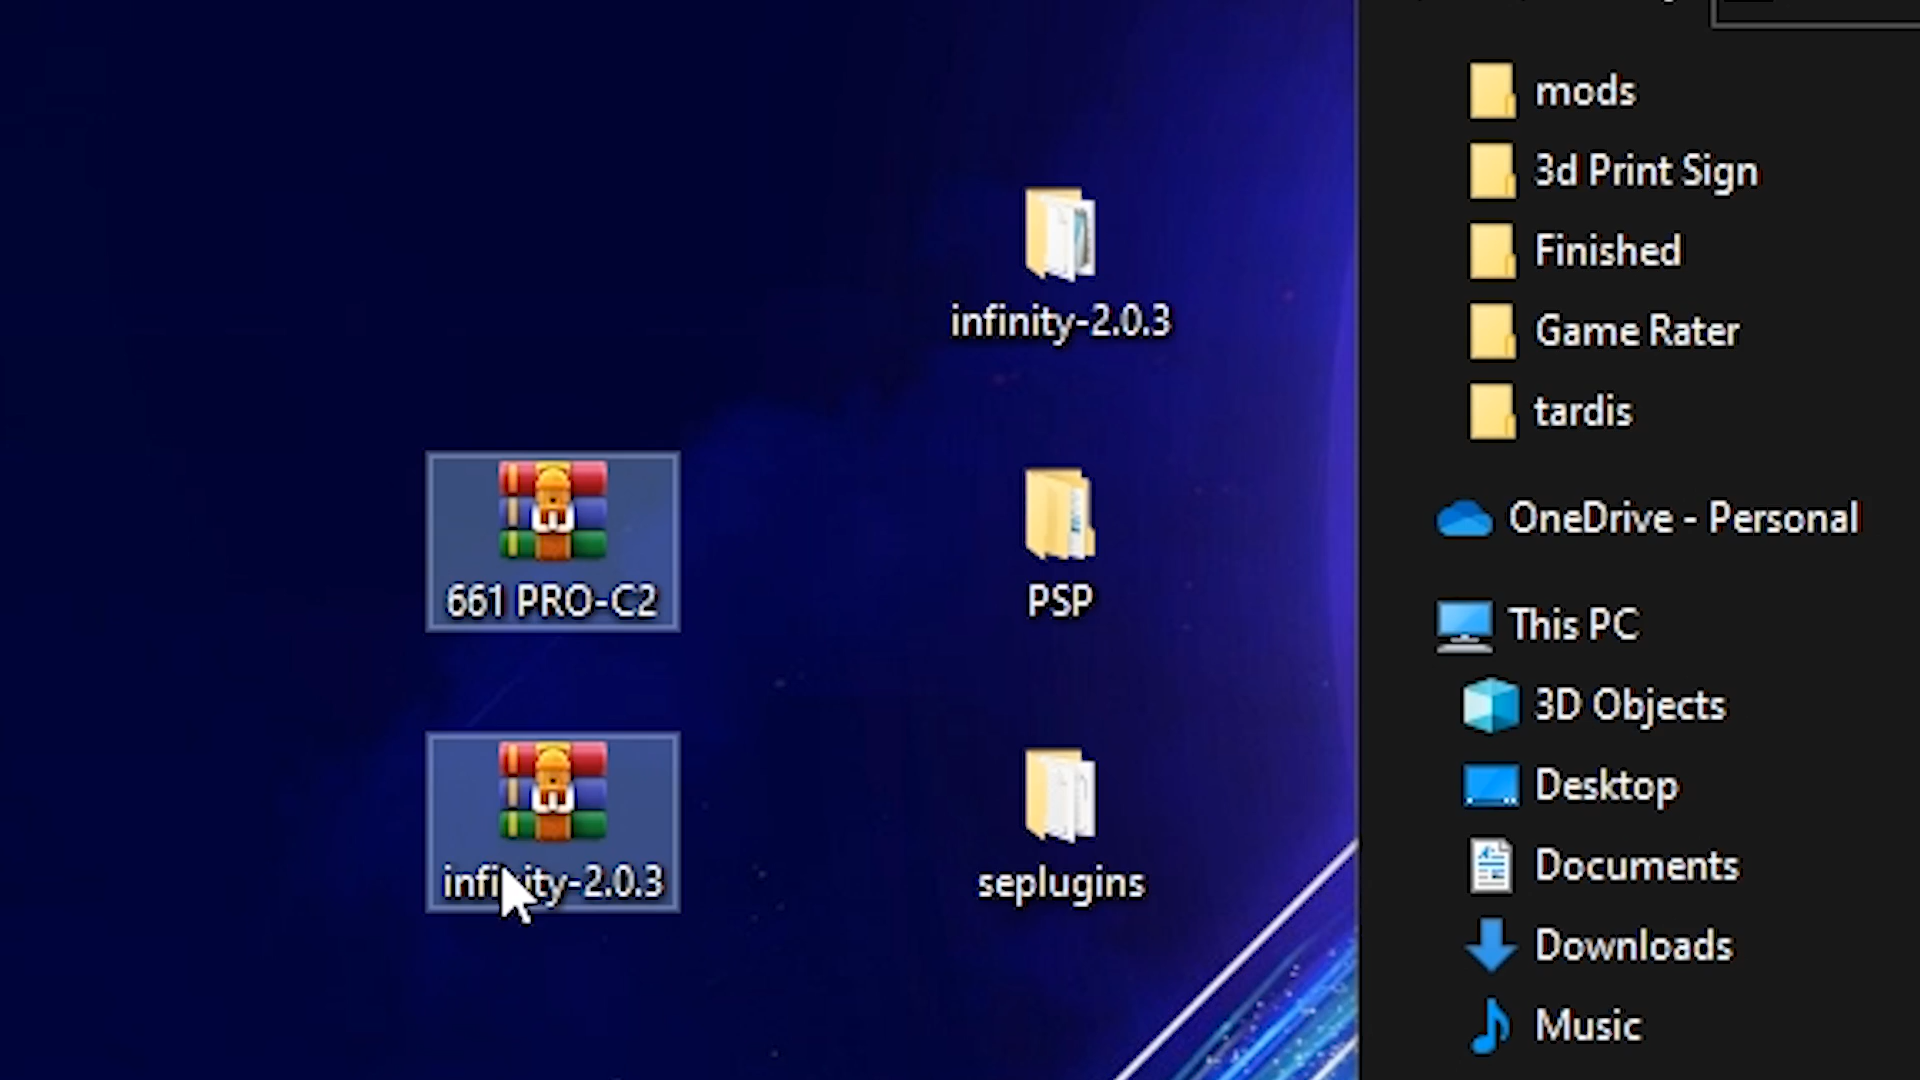 infinity-2.0.3
661 PRO-C2
PSP
infinity-2.0.3
seplugins
mods
3d Print Sign
Finished
Game Rater
tardis
OneDrive - Personal
This PC
3D Objects
Desktop
Documents
Downloads
Music